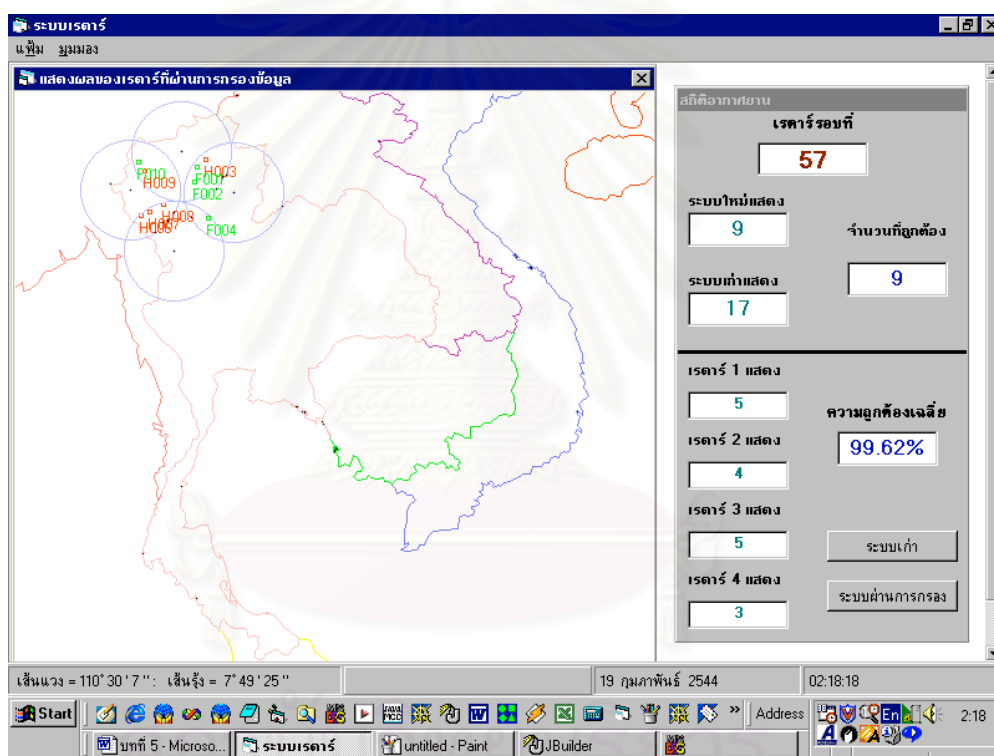 ระบบเรดาร์
แฟ้ม มุมมอง
แสดงผลของเรดาร์ที่ผ่านการกรองข้อมูล
F010
H009
H003
F001
F002
H008
F004
สถิติอากาศยาน
เรดาร์รอบที่
57
ระบบใหม่แสดง
9
จำนวนที่ถูกต้อง
9
ระบบเก่าแสดง
17
เรดาร์ 1 แสดง
5
ความถูกต้องเฉลี่ย
99.62%
เรดาร์ 2 แสดง
4
เรดาร์ 3 แสดง
5
ระบบเก่า
เรดาร์ 4 แสดง
3
ระบบผ่านการกรอง
เส้นแวง = 110° 30 ' 7 '' : เส้นรุ้ง = 7° 49 ' 25 ''
19 กุมภาพันธ์ 2544
02:18:18
Start
Address
En
2:18
บทที่ 5 - Microso...
ระบบเรดาร์
untitled - Paint
JBuilder